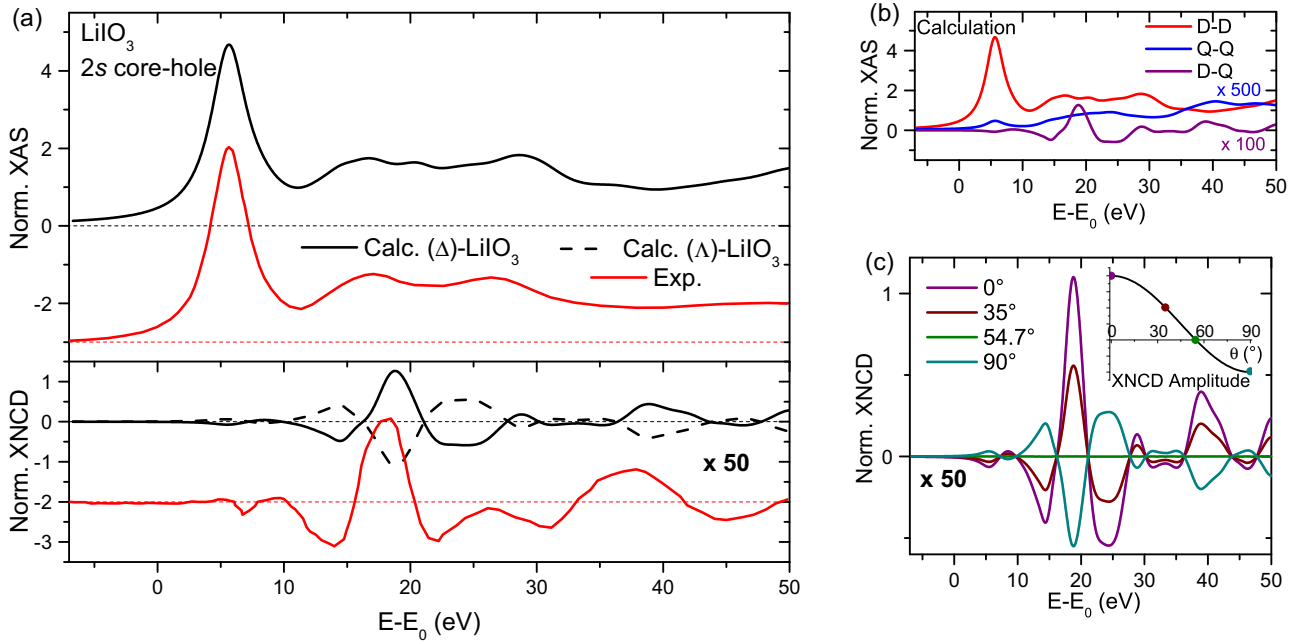 (a)
LiIO₃
2s core-hole
4
2
0
-2
Norm. XAS
Calc. (Δ)-LiIO₃
Calc. (Λ)-LiIO₃
Exp.
1
0
-1
-2
-3
Norm. XNCD
x 50
0 10 20 30 40 50
E-E₀ (eV)
(b)
Calculation
D-D
Q-Q
D-Q
x 500
x 100
4
2
0
Norm. XAS
0 10 20 30 40 50
E-E₀ (eV)
(c)
0°
35°
54.7°
90°
1
0
Norm. XNCD
x 50
0 30 60 90
θ (°)
XNCD Amplitude
0 10 20 30 40 50
E-E₀ (eV)